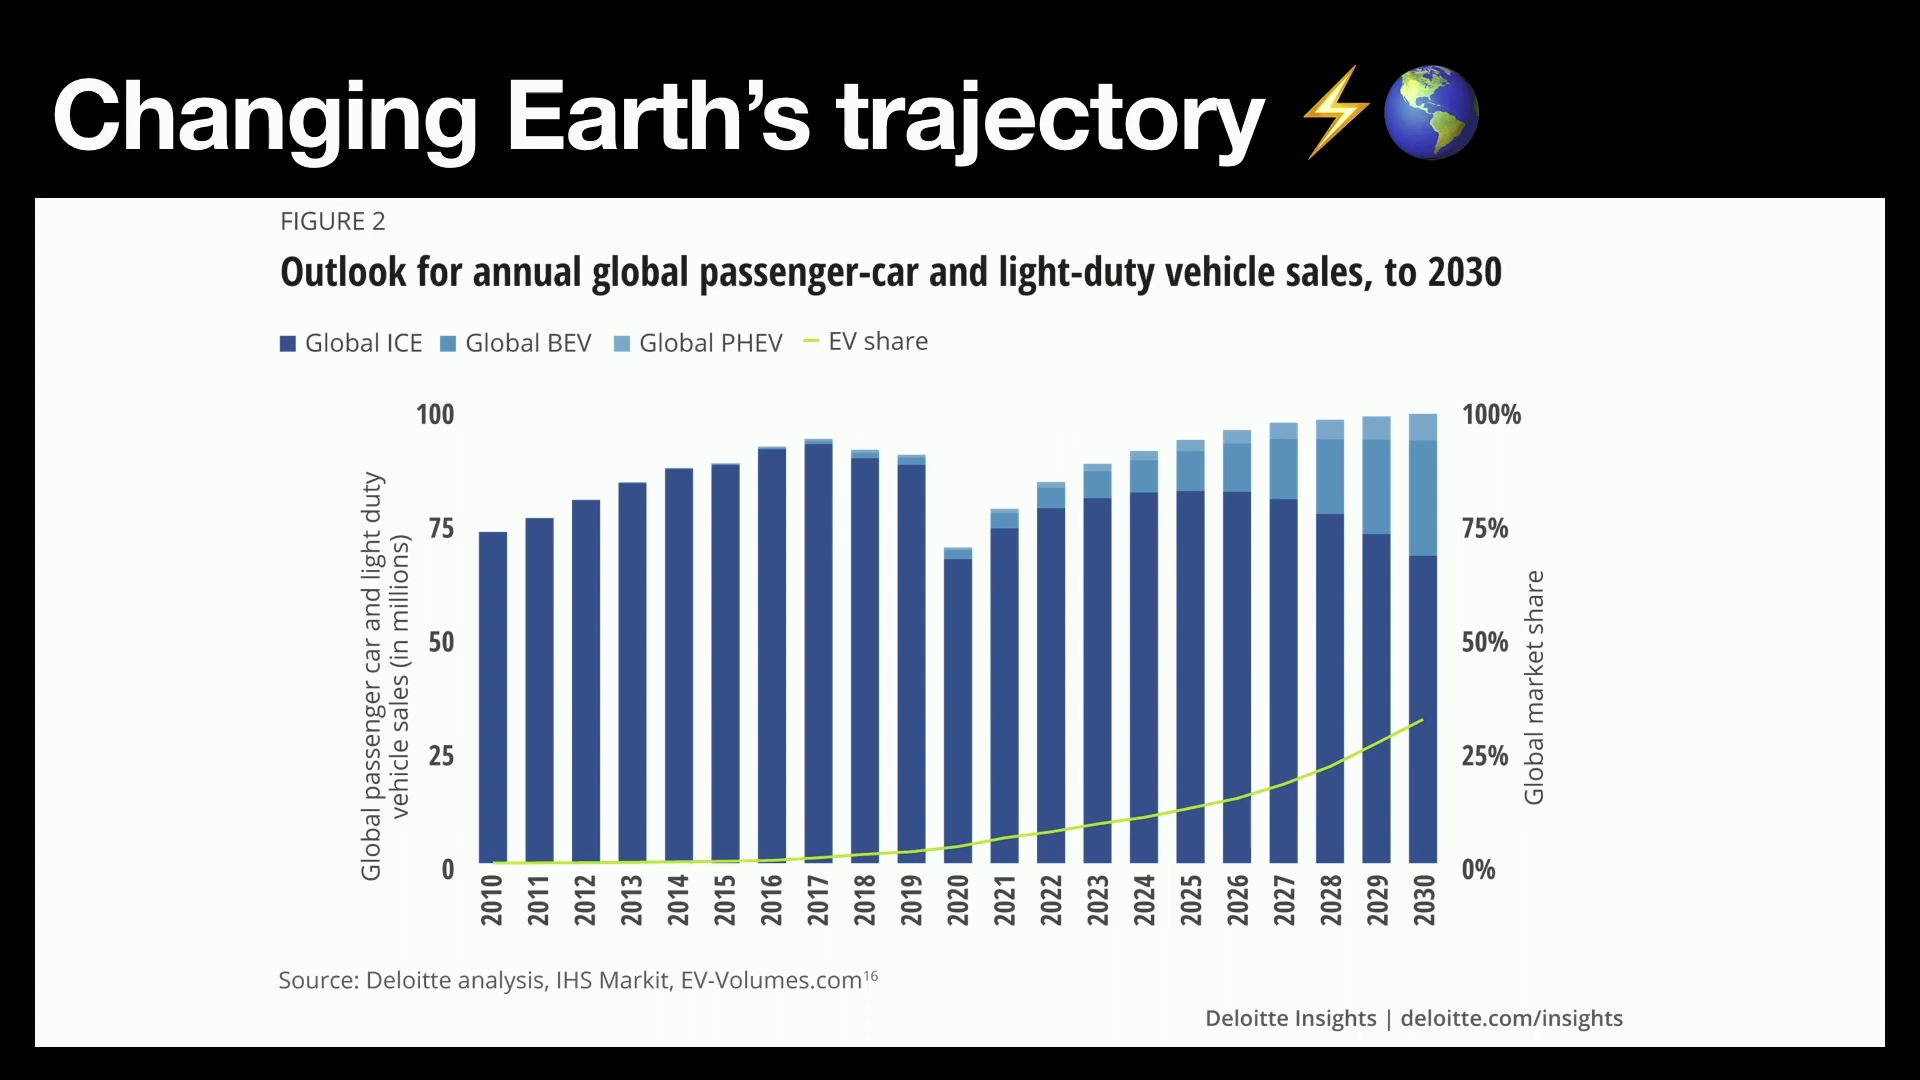 Changing Earth’s trajectory ⚡🌎
FIGURE 2
Outlook for annual global passenger-car and light-duty vehicle sales, to 2030
Global ICE Global BEV Global PHEV EV share
Global passenger car and light duty
vehicle sales (in millions)
100
75
50
25
0
100%
75%
50%
25%
0%
Global market share
2010 2011 2012 2013 2014 2015 2016 2017 2018 2019 2020 2021 2022 2023 2024 2025 2026 2027 2028 2029 2030
Source: Deloitte analysis, IHS Markit, EV-Volumes.com¹⁶
Deloitte Insights | deloitte.com/insights